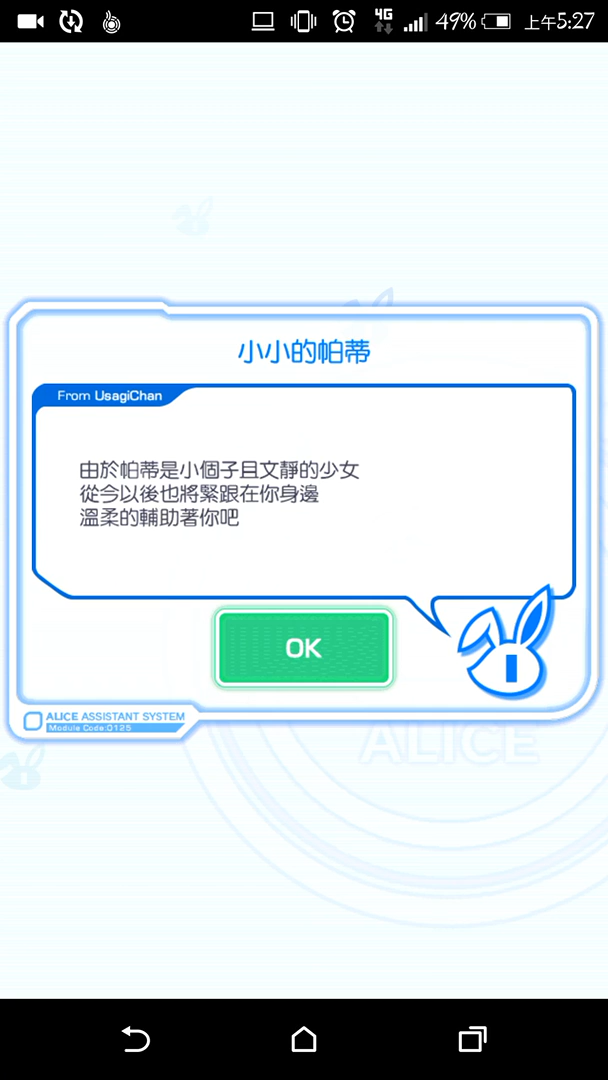 4G
49%
上午5:27
小小的帕蒂
From UsagiChan
由於帕蒂是小個子且文靜的少女
從今以後也將緊跟在你身邊
溫柔的輔助著你吧
OK
ALICE ASSISTANT SYSTEM
Module Code:0125
ALICE